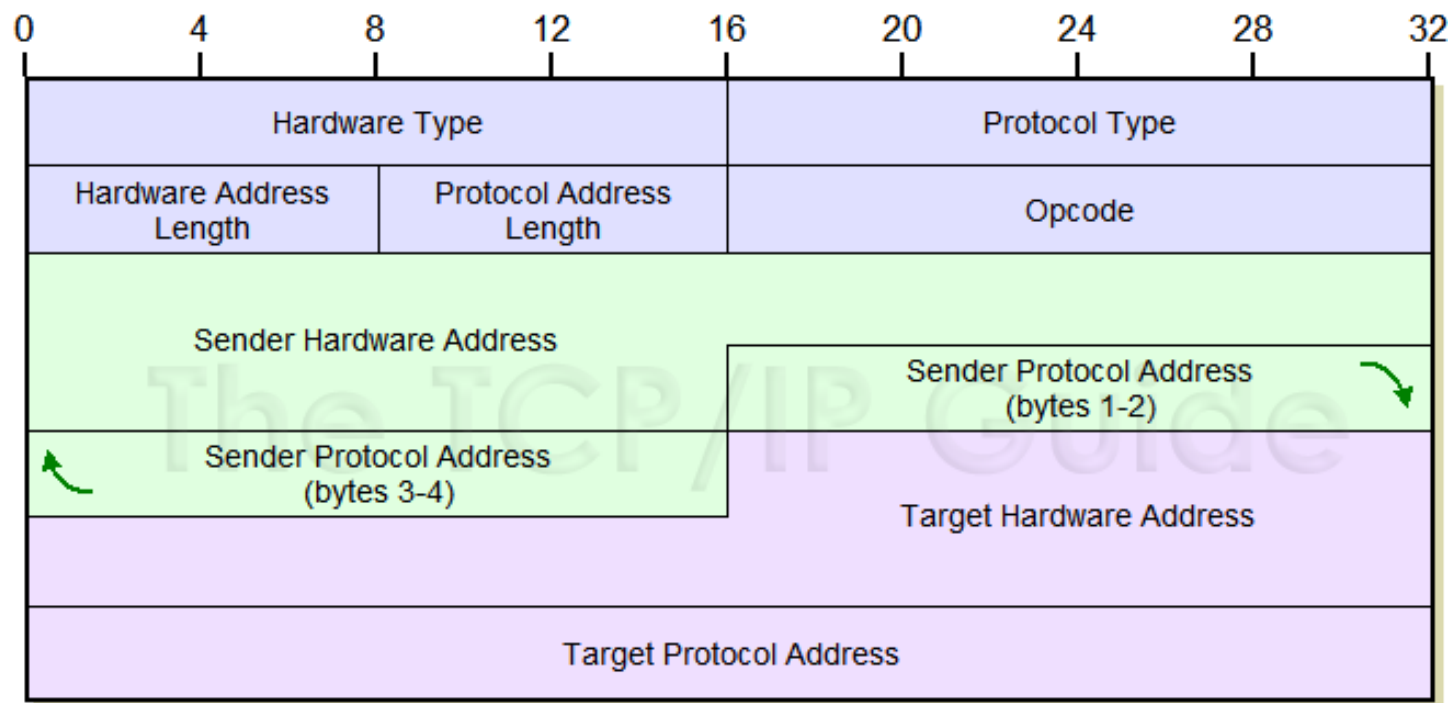 0 4 8 12 16 20 24 28 32
Hardware Type
Protocol Type
Hardware Address
Length
Protocol Address
Length
Opcode
Sender Hardware Address
Sender Protocol Address
(bytes 1-2)
The TCP/IP Guide
Sender Protocol Address
(bytes 3-4)
Target Hardware Address
Target Protocol Address